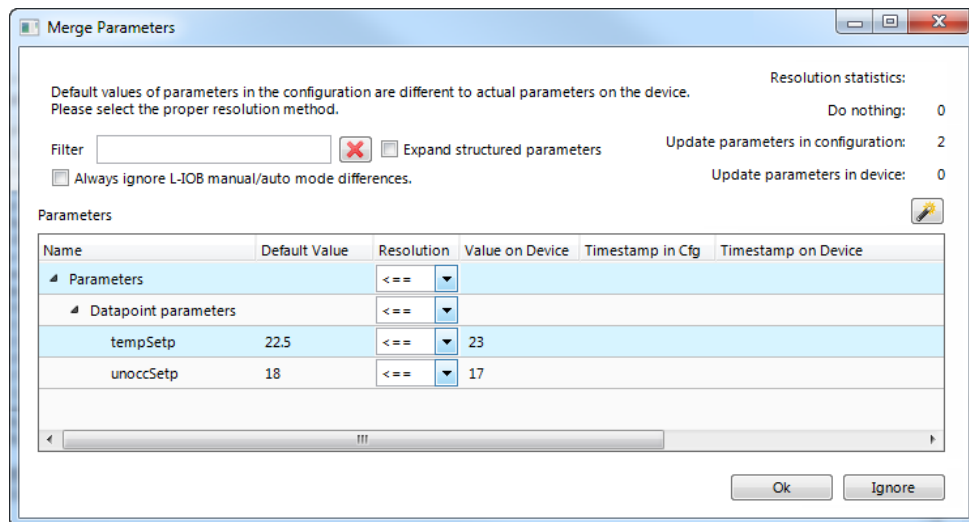 Merge Parameters
Default values of parameters in the configuration are different to actual parameters on the device.
Please select the proper resolution method.
Resolution statistics:
Do nothing: 0
Update parameters in configuration: 2
Update parameters in device: 0
Filter
Expand structured parameters
Always ignore L-IOB manual/auto mode differences.
Parameters
Name Default Value Resolution Value on Device Timestamp in Cfg Timestamp on Device
Parameters <==
Datapoint parameters <==
tempSetp 22.5 <== 23
unoccSetp 18 <== 17
Ok Ignore